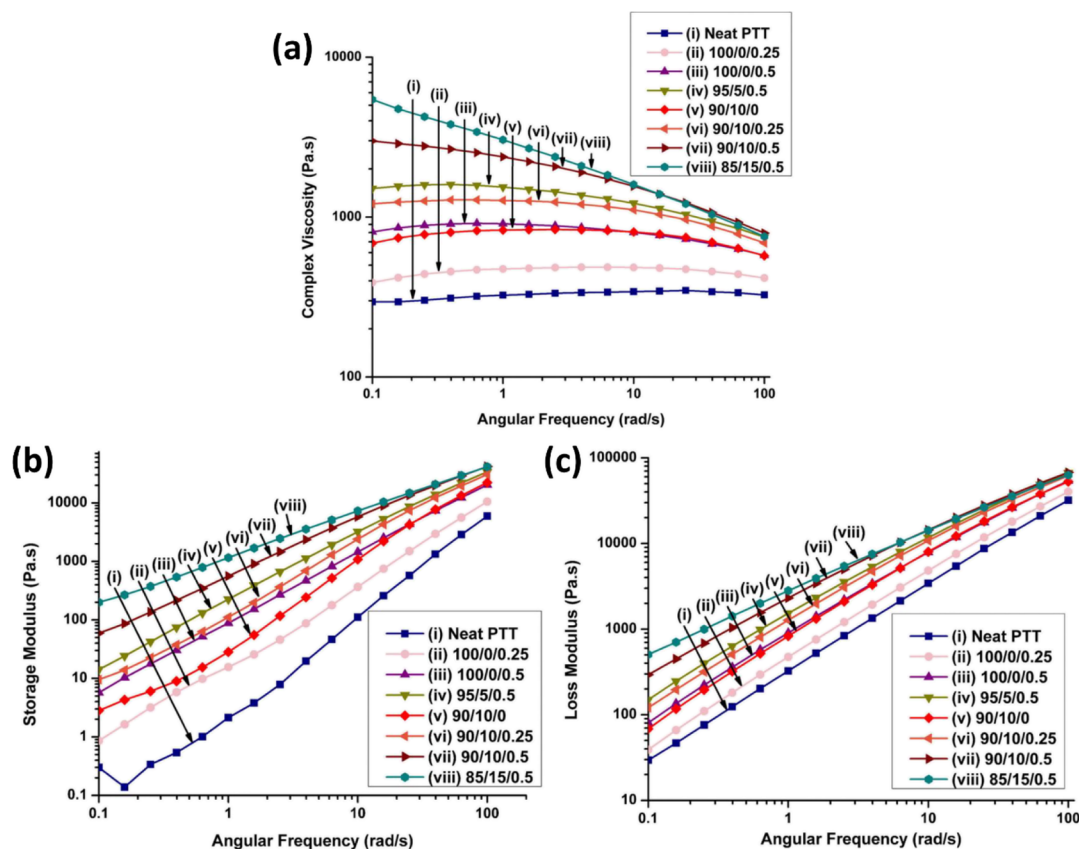 (a)
(i) Neat PTT
(ii) 100/0/0.25
(iii) 100/0/0.5
(iv) 95/5/0.5
(v) 90/10/0
(vi) 90/10/0.25
(vii) 90/10/0.5
(viii) 85/15/0.5
10000
1000
100
Complex Viscosity (Pa.s)
(i)
(ii)
(iii)
(iv)
(v)
(vi)
(vii)
(viii)
0.1
1
10
100
Angular Frequency (rad/s)
(b)
10000
1000
100
10
1
0.1
Storage Modulus (Pa.s)
(i)
(ii)
(iii)
(iv)
(v)
(vi)
(vii)
(viii)
(i) Neat PTT
(ii) 100/0/0.25
(iii) 100/0/0.5
(iv) 95/5/0.5
(v) 90/10/0
(vi) 90/10/0.25
(vii) 90/10/0.5
(viii) 85/15/0.5
0.1
1
10
100
Angular Frequency (rad/s)
(c)
100000
10000
1000
100
10
Loss Modulus (Pa.s)
(i)
(ii)
(iii)
(iv)
(v)
(vi)
(vii)
(viii)
(i) Neat PTT
(ii) 100/0/0.25
(iii) 100/0/0.5
(iv) 95/5/0.5
(v) 90/10/0
(vi) 90/10/0.25
(vii) 90/10/0.5
(viii) 85/15/0.5
0.1
1
10
100
Angular Frequency (rad/s)